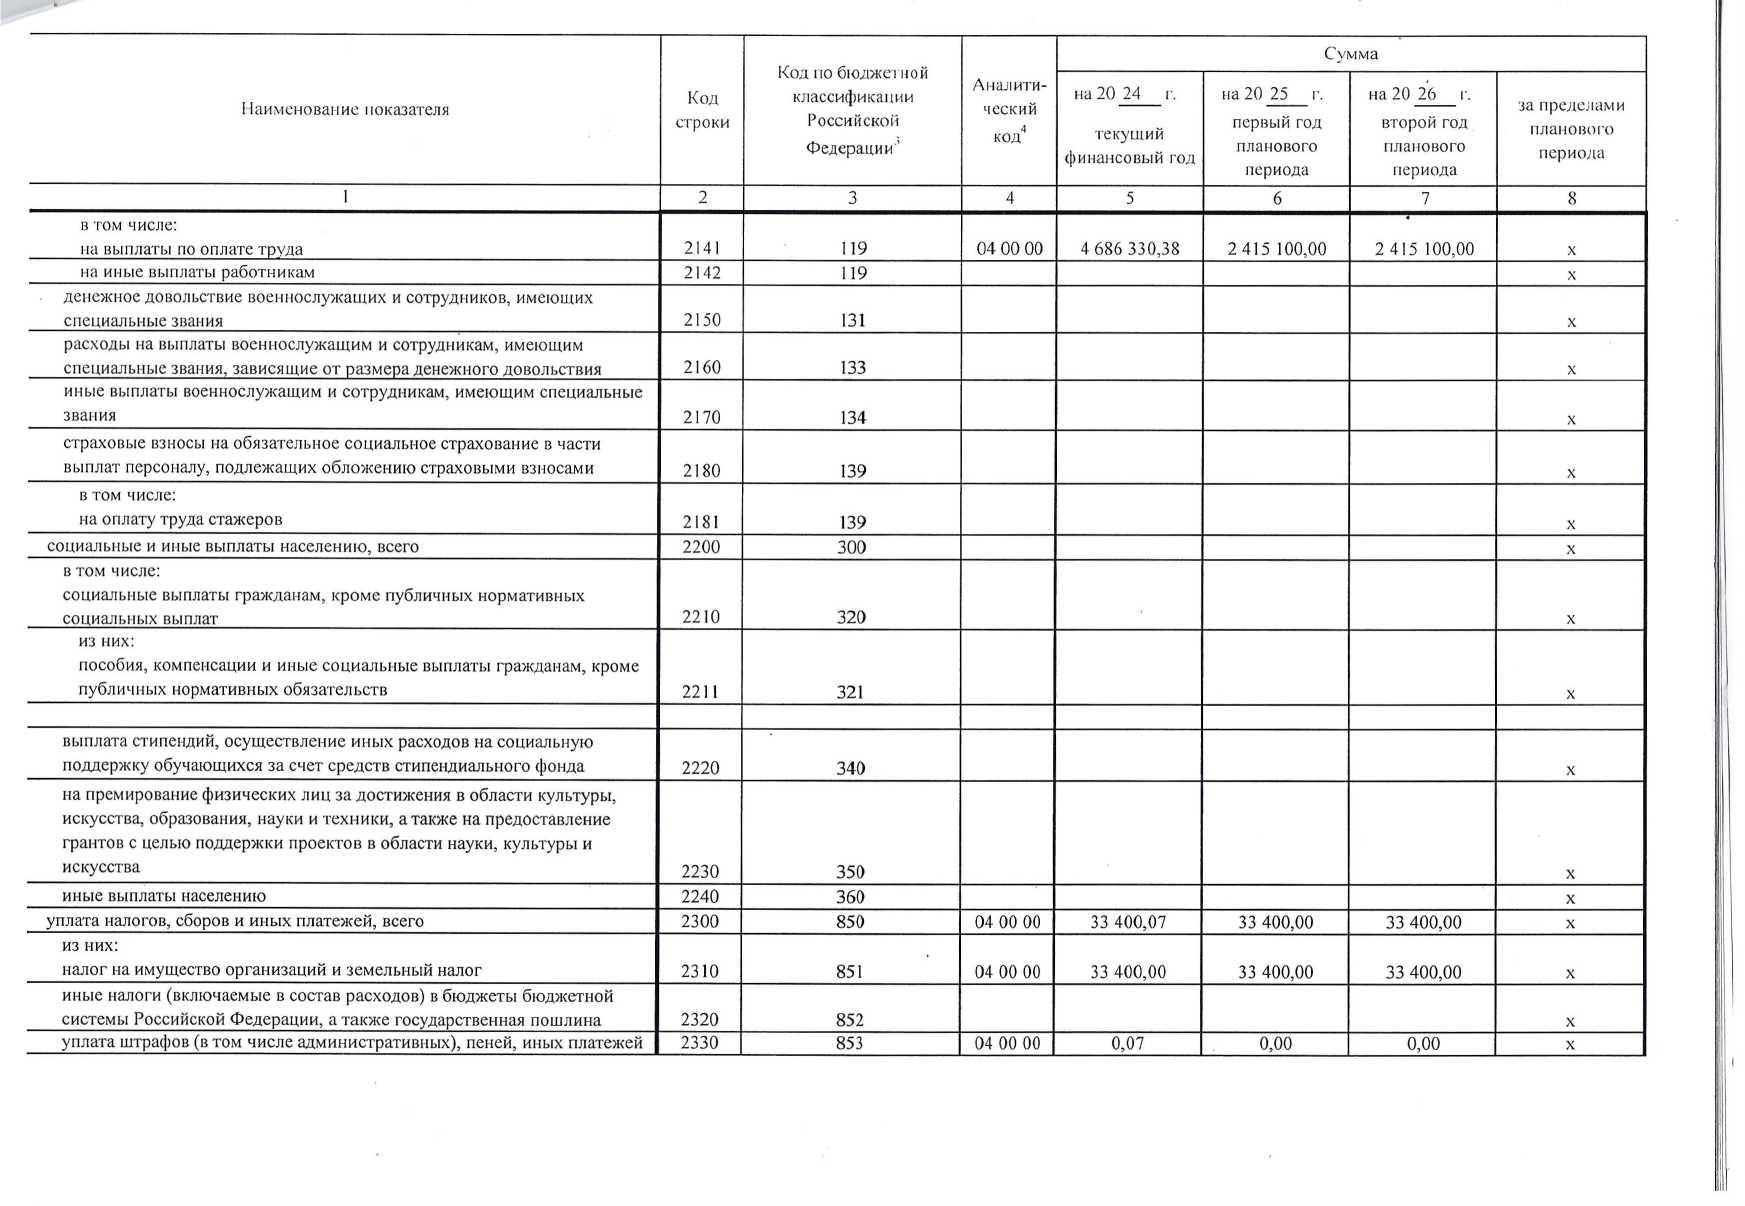 Наименование показателя
Код
строки
Код по бюджетной
классификации
Российской
Федерации3
Аналити-
ческий
код4
Сумма
на 20 24 г.
текущий
финансовый год
на 20 25 г.
первый год
планового
периода
на 20 26 г.
второй год
планового
периода
за пределами
планового
периода
1 2 3 4 5 6 7 8
в том числе:
на выплаты по оплате труда 2141 119 04 00 00 4 686 330,38 2 415 100,00 2 415 100,00 х
на иные выплаты работникам 2142 119 х
денежное довольствие военнослужащих и сотрудников, имеющих
специальные звания 2150 131 х
расходы на выплаты военнослужащим и сотрудникам, имеющим
специальные звания, зависящие от размера денежного довольствия 2160 133 х
иные выплаты военнослужащим и сотрудникам, имеющим специальные
звания 2170 134 х
страховые взносы на обязательное социальное страхование в части
выплат персоналу, подлежащих обложению страховыми взносами 2180 139 х
в том числе:
на оплату труда стажеров 2181 139 х
социальные и иные выплаты населению, всего 2200 300 х
в том числе:
социальные выплаты гражданам, кроме публичных нормативных
социальных выплат 2210 320 х
из них:
пособия, компенсации и иные социальные выплаты гражданам, кроме
публичных нормативных обязательств 2211 321 х
выплата стипендий, осуществление иных расходов на социальную
поддержку обучающихся за счет средств стипендиального фонда 2220 340 х
на премирование физических лиц за достижения в области культуры,
искусства, образования, науки и техники, а также на предоставление
грантов с целью поддержки проектов в области науки, культуры и
искусства 2230 350 х
иные выплаты населению 2240 360 х
уплата налогов, сборов и иных платежей, всего 2300 850 04 00 00 33 400,07 33 400,00 33 400,00 х
из них:
налог на имущество организаций и земельный налог 2310 851 04 00 00 33 400,00 33 400,00 33 400,00 х
иные налоги (включаемые в состав расходов) в бюджеты бюджетной
системы Российской Федерации, а также государственная пошлина 2320 852 х
уплата штрафов (в том числе административных), пеней, иных платежей 2330 853 04 00 00 0,07 0,00 0,00 х